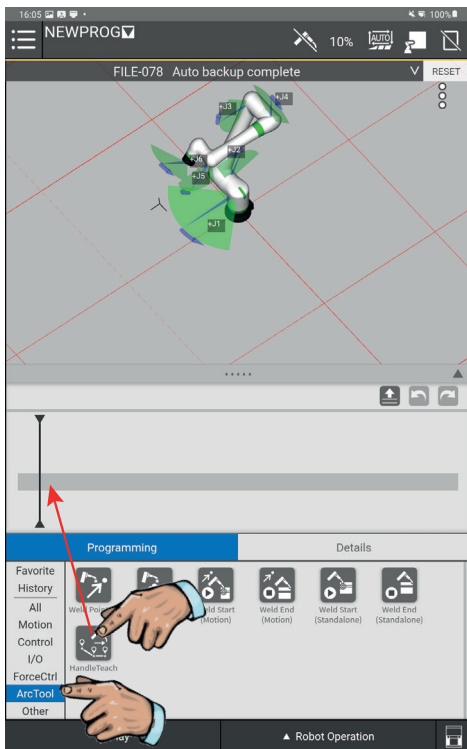 16:05
100%
NEWPROG
10%
AUTO
FILE-078 Auto backup complete
RESET
+J3
+J4
+J2
+J6
+J5
+J1
Programming
Details
Favorite
History
All
Motion
Control
I/O
ForceCtrl
ArcTool
Other
Weld Start
(Motion)
Weld End
(Motion)
Weld Start
(Standalone)
Weld End
(Standalone)
HandleTeach
Robot Operation